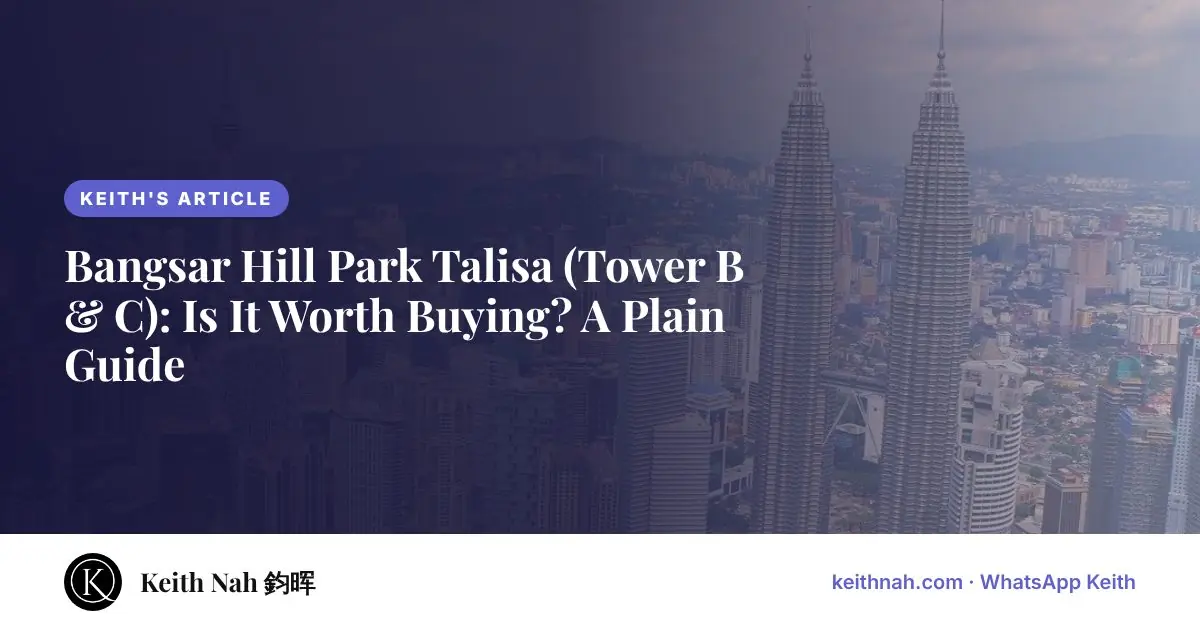 KEITH'S ARTICLE
Bangsar Hill Park Talisa (Tower B
& C): Is It Worth Buying? A Plain
Guide
K
Keith Nah 鈞晖
keithnah.com · WhatsApp Keith